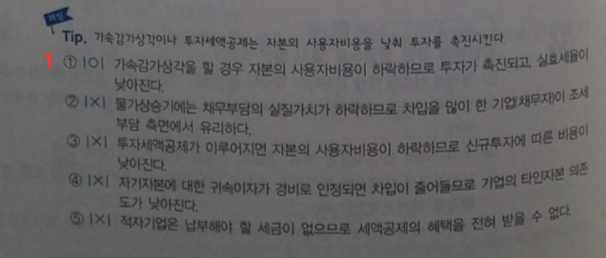 해설
Tip. 가속감가상각이나 투자세액공제는 자본의 사용자비용을 낮춰 투자를 촉진시킨다.
1 ① |O| 가속감가상각을 할 경우 자본의 사용자비용이 하락하므로 투자가 촉진되고, 실효세율이
낮아진다.
② |X| 물가상승기에는 채무부담의 실질가치가 하락하므로 차입을 많이 한 기업(채무자)이 조세
부담 측면에서 유리하다.
③ |X| 투자세액공제가 이루어지면 자본의 사용자비용이 하락하므로 신규투자에 따른 비용이
낮아진다.
④ |X| 자기자본에 대한 귀속이자가 경비로 인정되면 차입이 줄어들므로 기업의 타인자본 의존
도가 낮아진다.
⑤ |X| 적자기업은 납부해야 할 세금이 없으므로 세액공제의 혜택을 전혀 받을 수 없다.